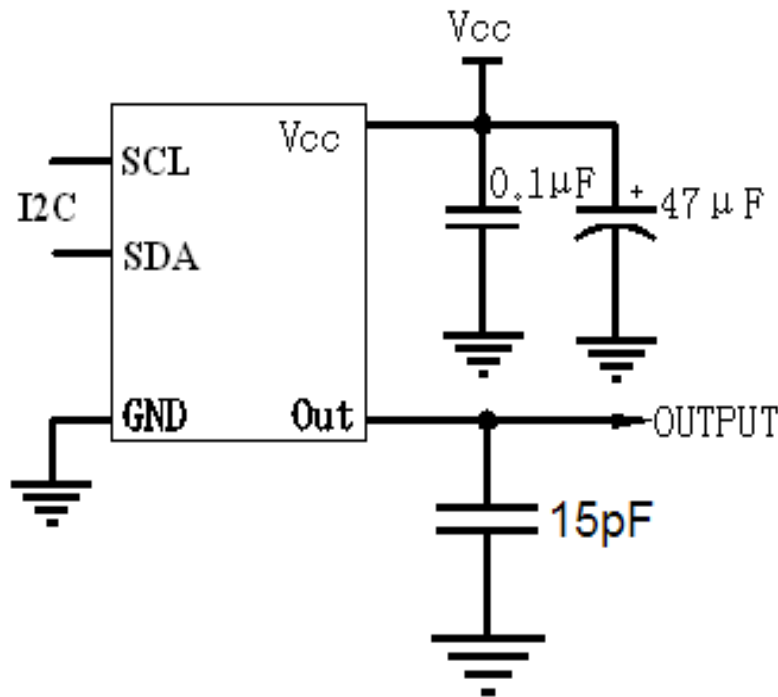 Vcc
Vcc
SCL
0.1μF
+
47μF
I2C
SDA
GND
Out
OUTPUT
15pF